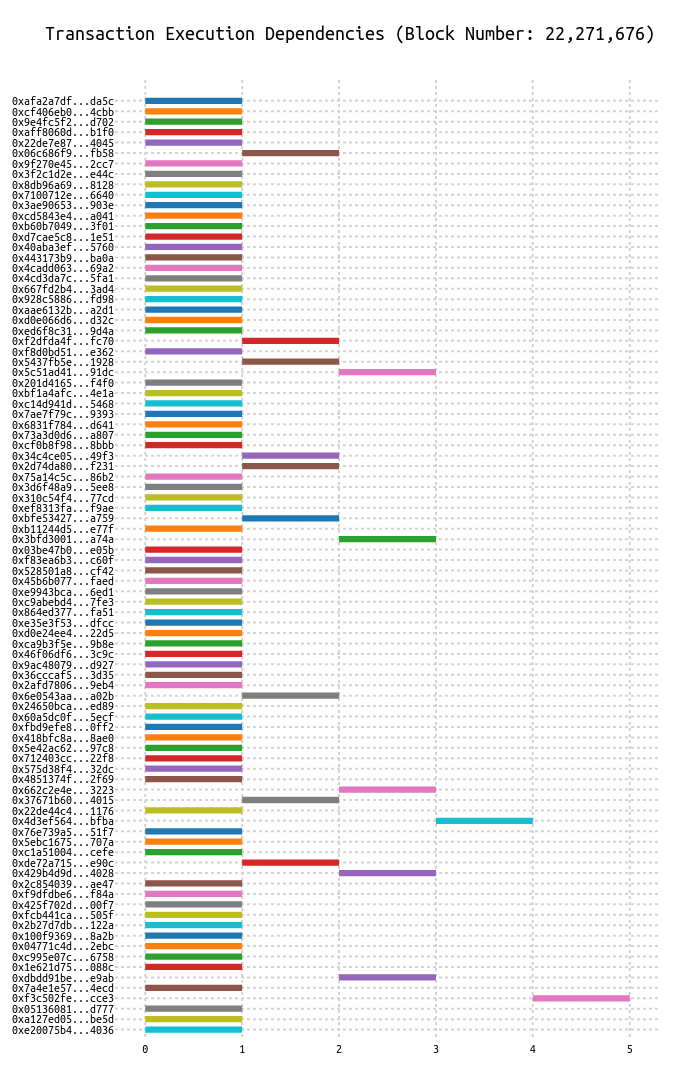 Transaction Execution Dependencies (Block Number: 22,271,676)
0xafa2a7df...da5c
0xcf406eb0...4cbb
0x9e4fc5f2...d702
0xaff8060d...b1f0
0x22de7e87...4045
0x06c686f9...fb58
0x9f270e45...2cc7
0x3f2c1d2e...e44c
0x8db96a69...8128
0x7100712e...6640
0x3ae90653...903e
0xcd5843e4...a041
0xb60b7049...3f01
0xd7cae5c8...1e51
0x40aba3ef...5760
0x443173b9...ba0a
0x4cadd063...69a2
0x4cd3da7c...5fa1
0x667fd2b4...3ad4
0x928c5886...fd98
0xaae6132b...a2d1
0xd0e066d6...d32c
0xed6f8c31...9d4a
0xf2dfda4f...fc70
0xf8d0bd51...e362
0x5437fb5e...1928
0x5c51ad41...91dc
0x201d4165...f4f0
0xbf1a4afc...4e1a
0xc14d941d...5468
0x7ae7f79c...9393
0x6831f784...d641
0x73a3d0d6...a807
0xcf0b8f98...8bbb
0x34c4ce05...49f3
0x2d74da80...f231
0x75a14c5c...86b2
0x3d6f48a9...5ee8
0x310c54f4...77cd
0xef8313fa...f9ae
0xbfe53427...a759
0xb11244d5...e77f
0x3bfd3001...a74a
0x03be47b0...e05b
0xf83ea6b3...c60f
0x528501a8...cf42
0x45b6b077...faed
0xe9943bca...6ed1
0xc9abebd4...7fe3
0x864ed377...fa51
0xe35e3f53...dfcc
0xd0e24ee4...22d5
0xca9b3f5e...9b8e
0x46f06df6...3c9c
0x9ac48079...d927
0x36cccaf5...3d35
0x2afd7806...9eb4
0x6e0543aa...a02b
0x24650bca...ed89
0x60a5dc0f...5ecf
0xfbd9efe8...0ff2
0x418bfc8a...8ae0
0x5e42ac62...97c8
0x712403cc...22f8
0x575d38f4...32dc
0x4851374f...2f69
0x662c2e4e...3223
0x37671b60...4015
0x22de44c4...1176
0x4d3ef564...bfba
0x76e739a5...51f7
0x5ebc1675...707a
0xc1a51004...cefe
0xde72a715...e90c
0x429b4d9d...4028
0x2c854039...ae47
0xf9dfdbe6...f84a
0x425f702d...00f7
0xfcb441ca...505f
0x2b27d7db...122a
0x100f9369...8a2b
0x04771c4d...2ebc
0xc995e07c...6758
0x1e621d75...088c
0xdbdd91be...e9ab
0x7a4e1e57...4ecd
0xf3c502fe...cce3
0x05136081...d777
0xa127ed05...be5d
0xe20075b4...4036
0 1 2 3 4 5